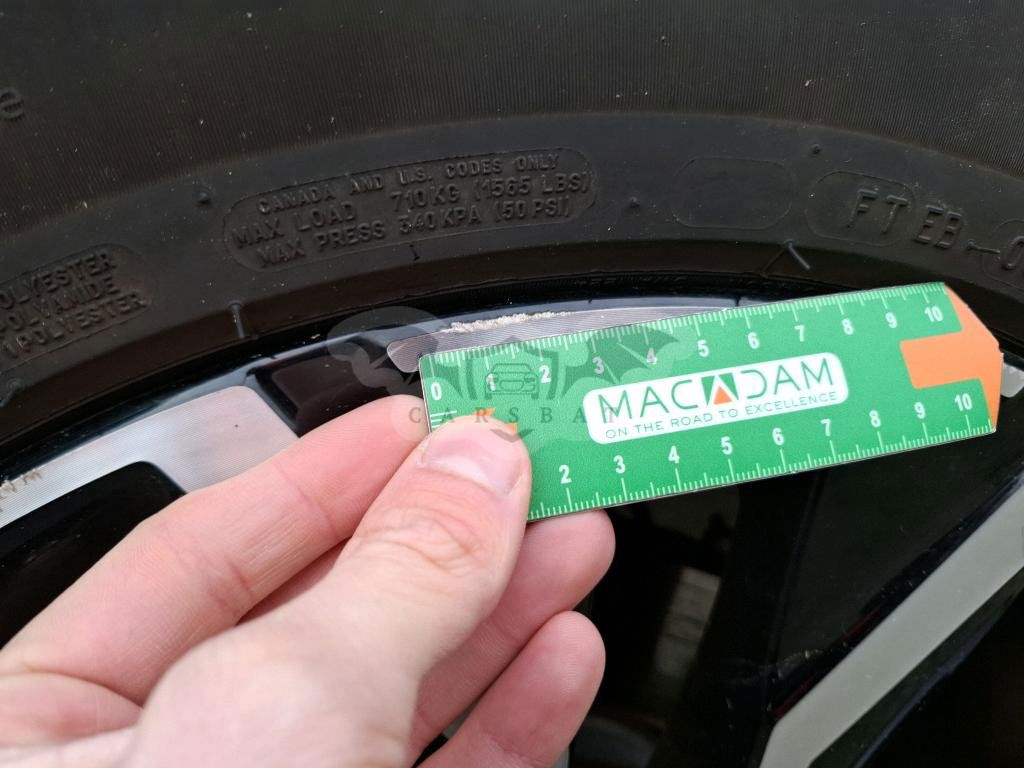 CANADA AND U.S. CODES ONLY
MAX LOAD 710 KG (1565 LBS)
MAX PRESS 340 KPA (50 PSI)
FT EB
POLYESTER
POLYAMIDE
1 POLYESTER
0 1 2 3 4 5 6 7 8 9 10
MACADAM
ON THE ROAD TO EXCELLENCE
CARSBAT
2 3 4 5 6 7 8 9 10